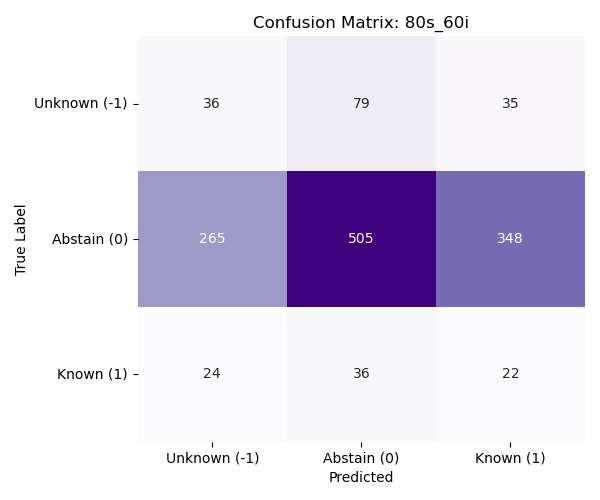 Confusion Matrix: 80s_60i
True Label
Unknown (-1) 36 79 35
Abstain (0) 265 505 348
Known (1) 24 36 22
Unknown (-1) Abstain (0) Known (1)
Predicted